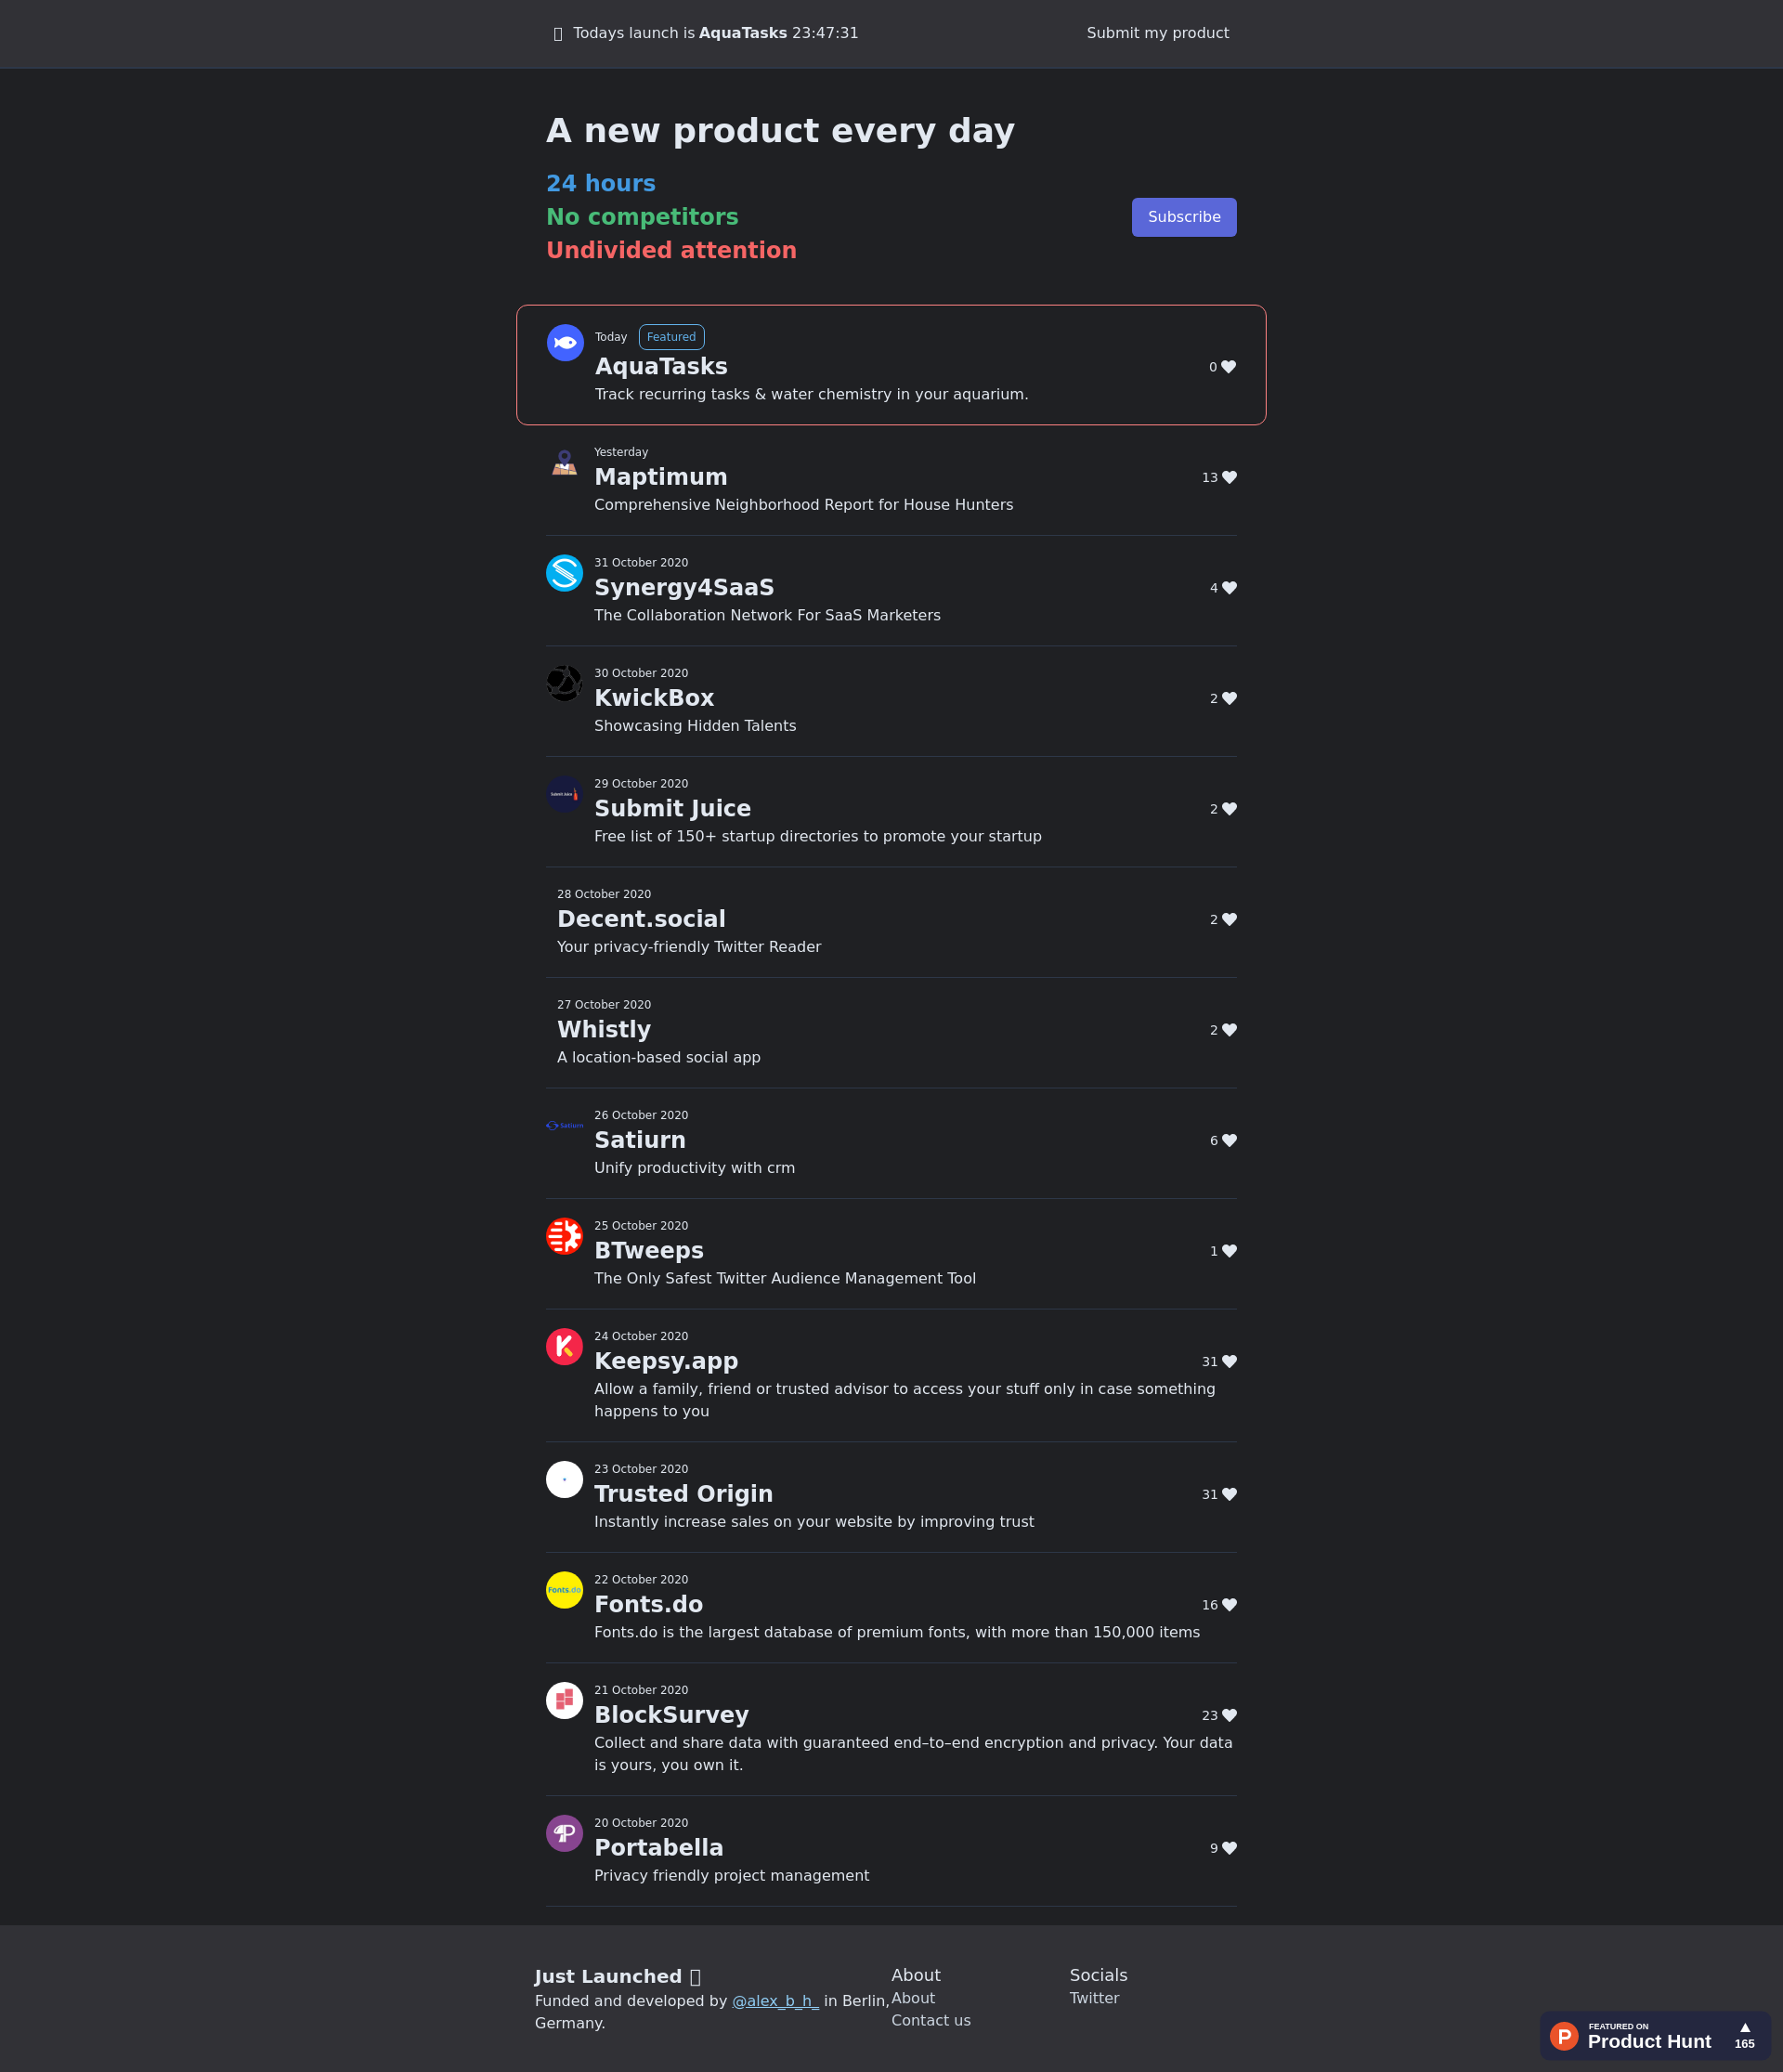 Todays launch is AquaTasks 23:47:31
Submit my product
A new product every day
24 hours
No competitors
Undivided attention
Subscribe
Today Featured
AquaTasks
0
Track recurring tasks & water chemistry in your aquarium.
Yesterday
Maptimum
13
Comprehensive Neighborhood Report for House Hunters
31 October 2020
Synergy4SaaS
4
The Collaboration Network For SaaS Marketers
30 October 2020
KwickBox
2
Showcasing Hidden Talents
Submit Juice
29 October 2020
Submit Juice
2
Free list of 150+ startup directories to promote your startup
28 October 2020
Decent.social
2
Your privacy-friendly Twitter Reader
27 October 2020
Whistly
2
A location-based social app
Satiurn
26 October 2020
Satiurn
6
Unify productivity with crm
25 October 2020
BTweeps
1
The Only Safest Twitter Audience Management Tool
24 October 2020
Keepsy.app
31
Allow a family, friend or trusted advisor to access your stuff only in case something
happens to you
23 October 2020
Trusted Origin
31
Instantly increase sales on your website by improving trust
Fonts.do
22 October 2020
Fonts.do
16
Fonts.do is the largest database of premium fonts, with more than 150,000 items
21 October 2020
BlockSurvey
23
Collect and share data with guaranteed end–to–end encryption and privacy. Your data
is yours, you own it.
20 October 2020
Portabella
9
Privacy friendly project management
Just Launched
Funded and developed by @alex_b_h_ in Berlin,
Germany.
About
About
Contact us
Socials
Twitter
P
FEATURED ON
Product Hunt
165